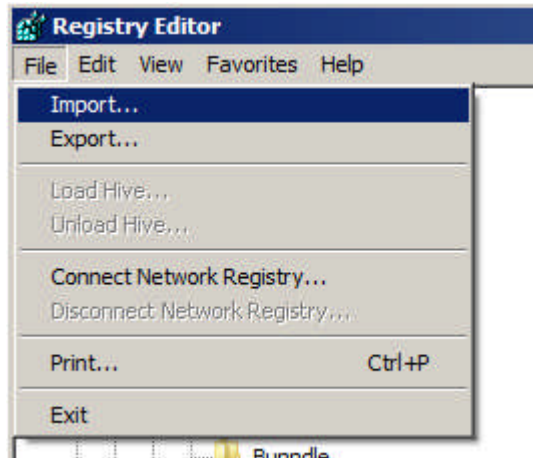 Registry Editor
File Edit View Favorites Help
Import...
Export...
Load Hive...
Unload Hive...
Connect Network Registry...
Disconnect Network Registry...
Print... Ctrl+P
Exit